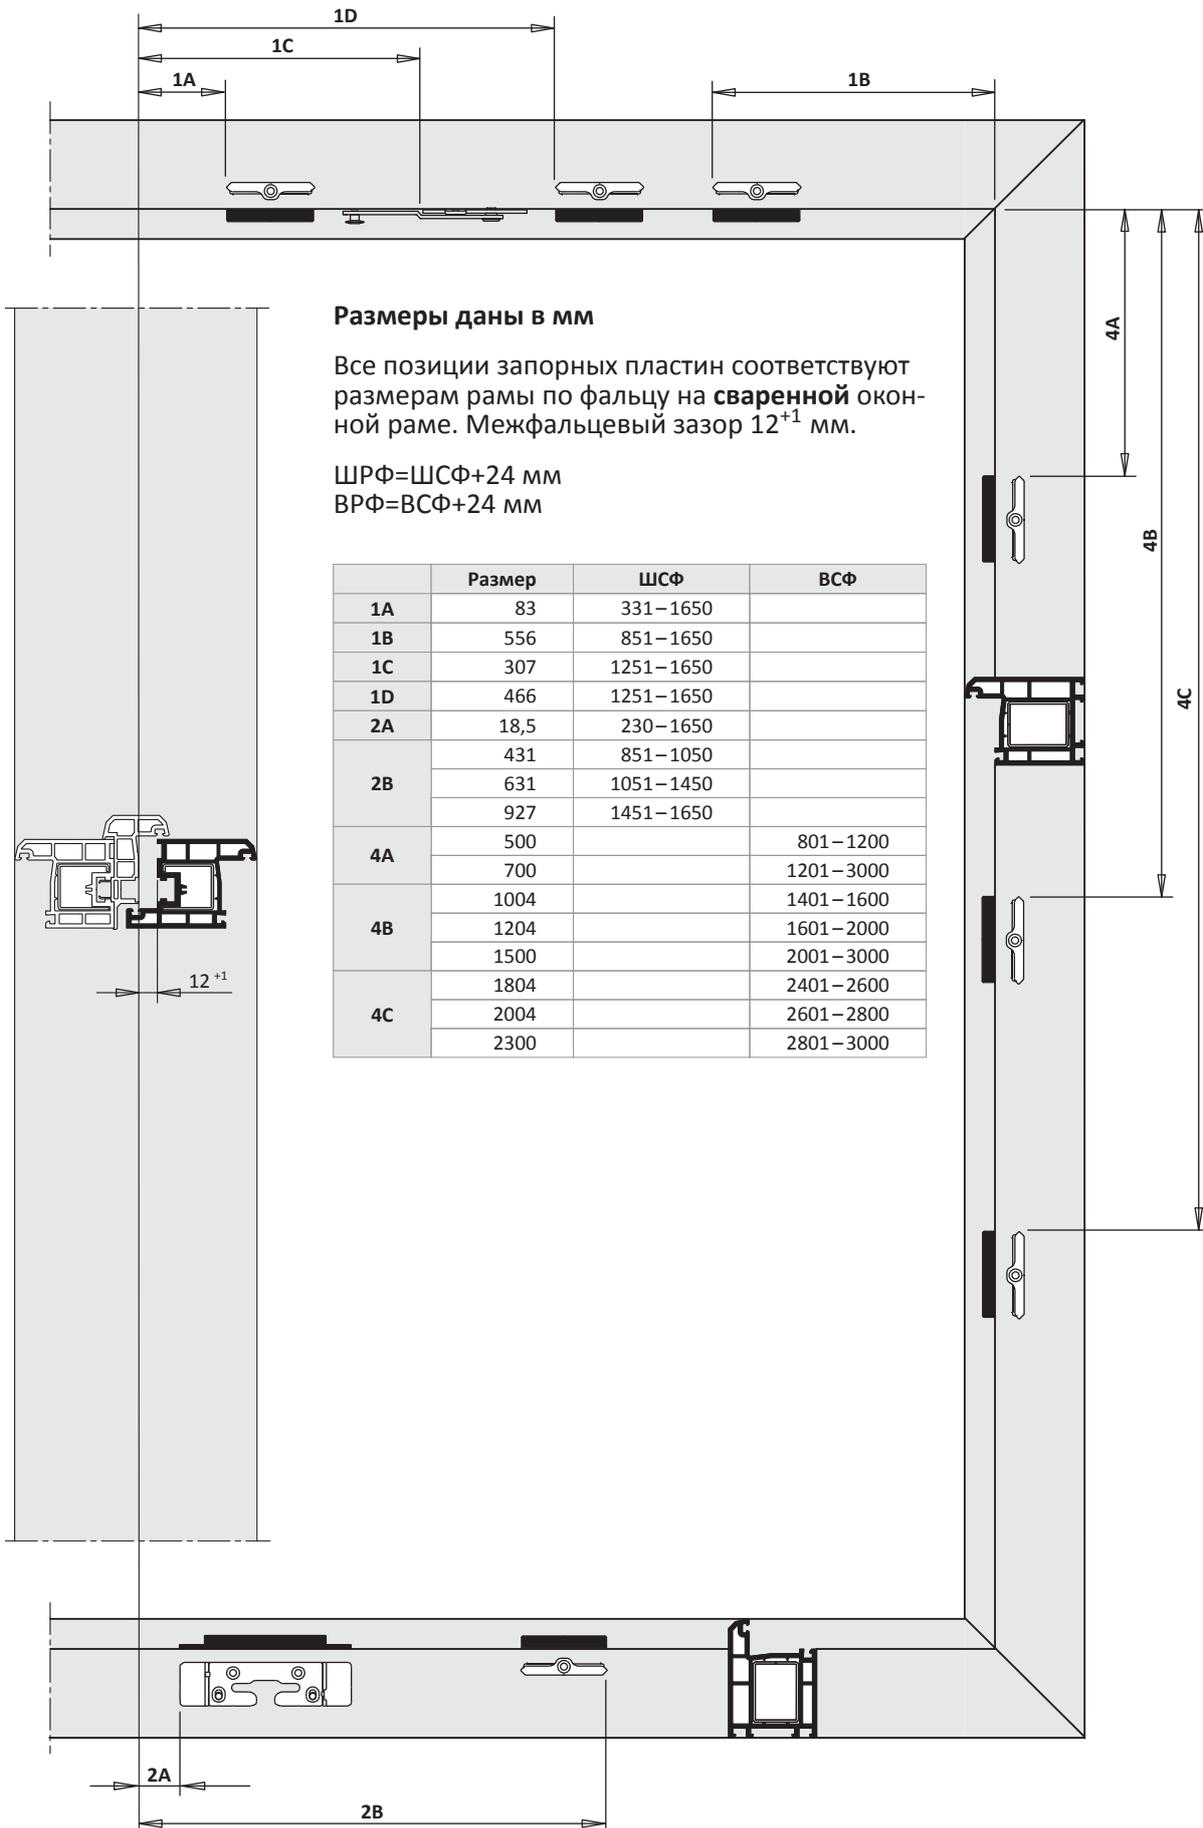 1D
1C
1A
1B
4A
4B
4C
Размеры даны в мм
Все позиции запорных пластин соответствуют
размерам рамы по фальцу на сваренной окон-
ной раме. Межфальцевый зазор 12+1 мм.
ШРФ=ШСФ+24 мм
ВРФ=ВСФ+24 мм
Размер ШСФ ВСФ
1A 83 331–1650
1B 556 851–1650
1C 307 1251–1650
1D 466 1251–1650
2A 18,5 230–1650
2B 431 851–1050
631 1051–1450
927 1451–1650
4A 500 801–1200
700 1201–3000
4B 1004 1401–1600
1204 1601–2000
1500 2001–3000
4C 1804 2401–2600
2004 2601–2800
2300 2801–3000
12 +1
2A
2B